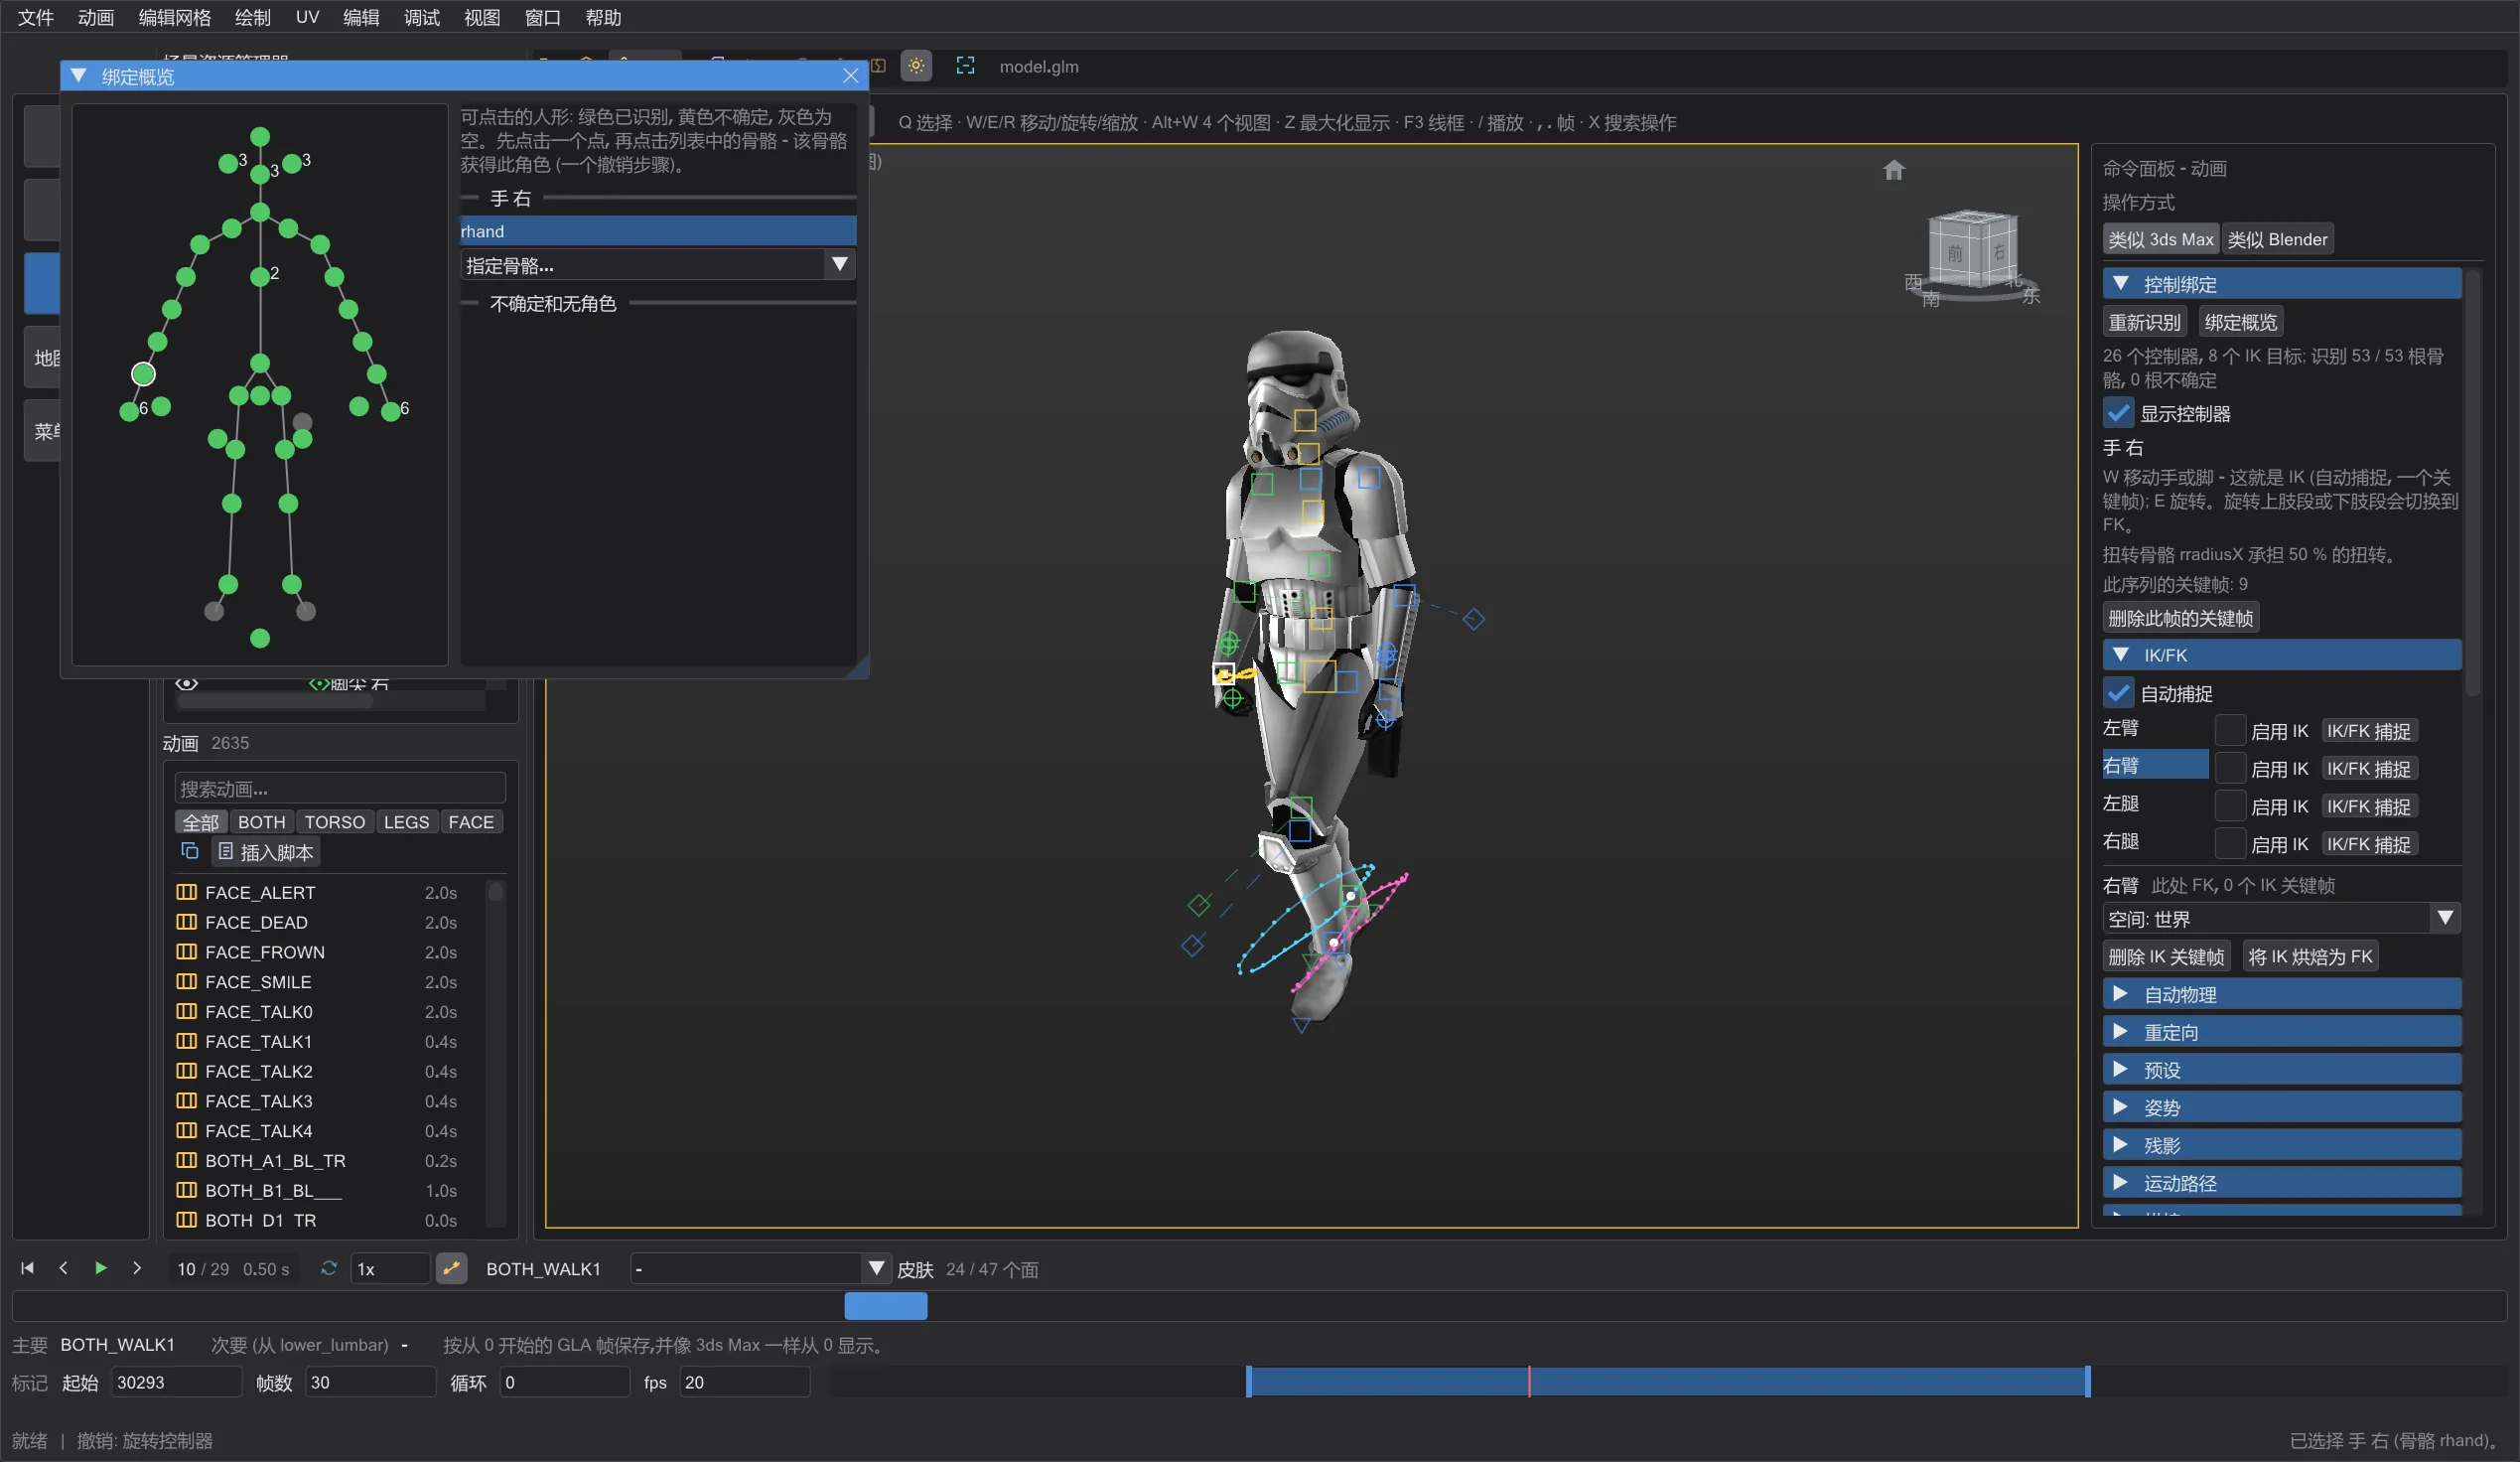 文件 动画 编辑网格 绘制 UV 编辑 调试 视图 窗口 帮助
model.glm
绑定概览
可点击的人形: 绿色已识别, 黄色不确定, 灰色为
空。先点击一个点, 再点击列表中的骨骼 - 该骨骼
获得此角色 (一个撤销步骤)。
手 右
rhand
指定骨骼...
不确定和无角色
3
3
3
2
6
6
菜单
Q 选择 · W/E/R 移动/旋转/缩放 · Alt+W 4 个视图 · Z 最大化显示 · F3 线框 · / 播放 · , . 帧 · X 搜索操作
前 右
西 南 北 东
命令面板 - 动画
操作方式
类似 3ds Max 类似 Blender
控制绑定
重新识别 绑定概览
26 个控制器, 8 个 IK 目标; 识别 53 / 53 根骨
骼, 0 根不确定
显示控制器
手 右
W 移动手或脚 - 这就是 IK (自动捕捉, 一个关
键帧); E 旋转。旋转上肢段或下肢段会切换到
FK。
扭转骨骼 rradiusX 承担 50 % 的扭转。
此序列的关键帧: 9
删除此帧的关键帧
IK/FK
自动捕捉
左臂 启用 IK IK/FK 捕捉
右臂 启用 IK IK/FK 捕捉
左腿 启用 IK IK/FK 捕捉
右腿 启用 IK IK/FK 捕捉
右臂 此处 FK, 0 个 IK 关键帧
空间: 世界
删除 IK 关键帧 将 IK 烘焙为 FK
自动物理
重定向
预设
姿势
残影
运动路径
脚尖 右
动画 2635
搜索动画...
全部 BOTH TORSO LEGS FACE
插入脚本
FACE_ALERT 2.0s
FACE_DEAD 2.0s
FACE_FROWN 2.0s
FACE_SMILE 2.0s
FACE_TALK0 2.0s
FACE_TALK1 0.4s
FACE_TALK2 0.4s
FACE_TALK3 0.4s
FACE_TALK4 0.4s
BOTH_A1_BL_TR 0.2s
BOTH_B1_BL___ 1.0s
BOTH_D1_TR 0.0s
10 / 29 0.50 s 1x BOTH_WALK1 - 皮肤 24 / 47 个面
主要 BOTH_WALK1 次要 (从 lower_lumbar) - 按从 0 开始的 GLA 帧保存,并像 3ds Max 一样从 0 显示。
标记 起始 30293 帧数 30 循环 0 fps 20
就绪 | 撤销: 旋转控制器
已选择 手 右 (骨骼 rhand)。